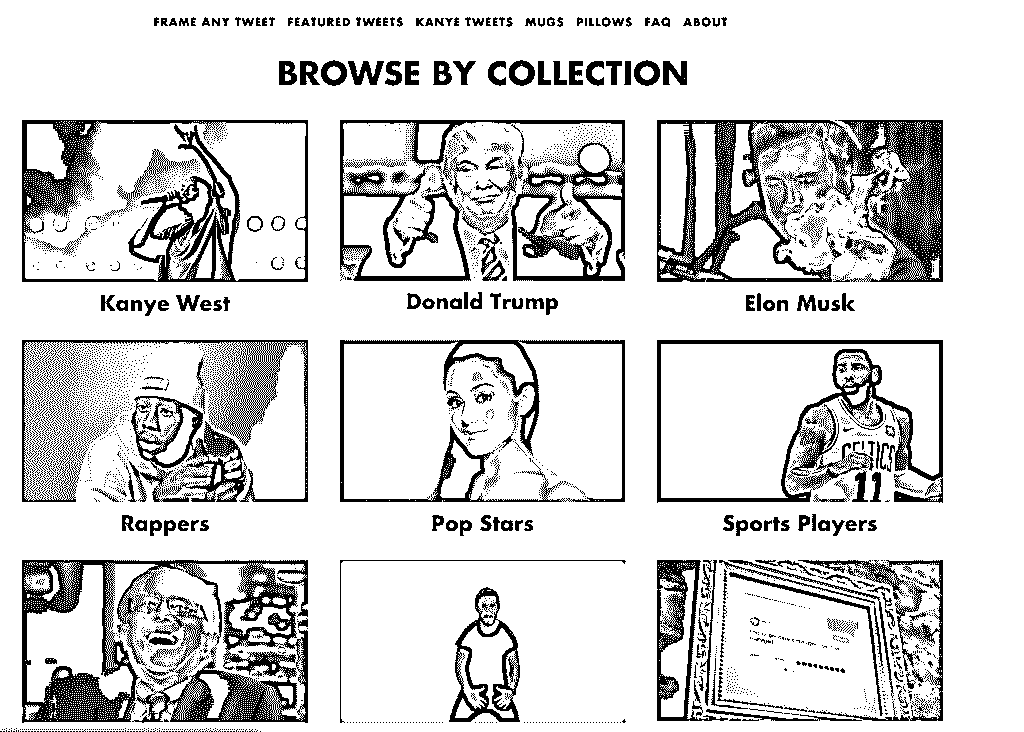 FRAME ANY TWEET FEATURED TWEETS KANYE TWEETS MUGS PILLOWS FAQ ABOUT
BROWSE BY COLLECTION
Kanye West
Donald Trump
Elon Musk
CELTICS
11
Rappers
Pop Stars
Sports Players